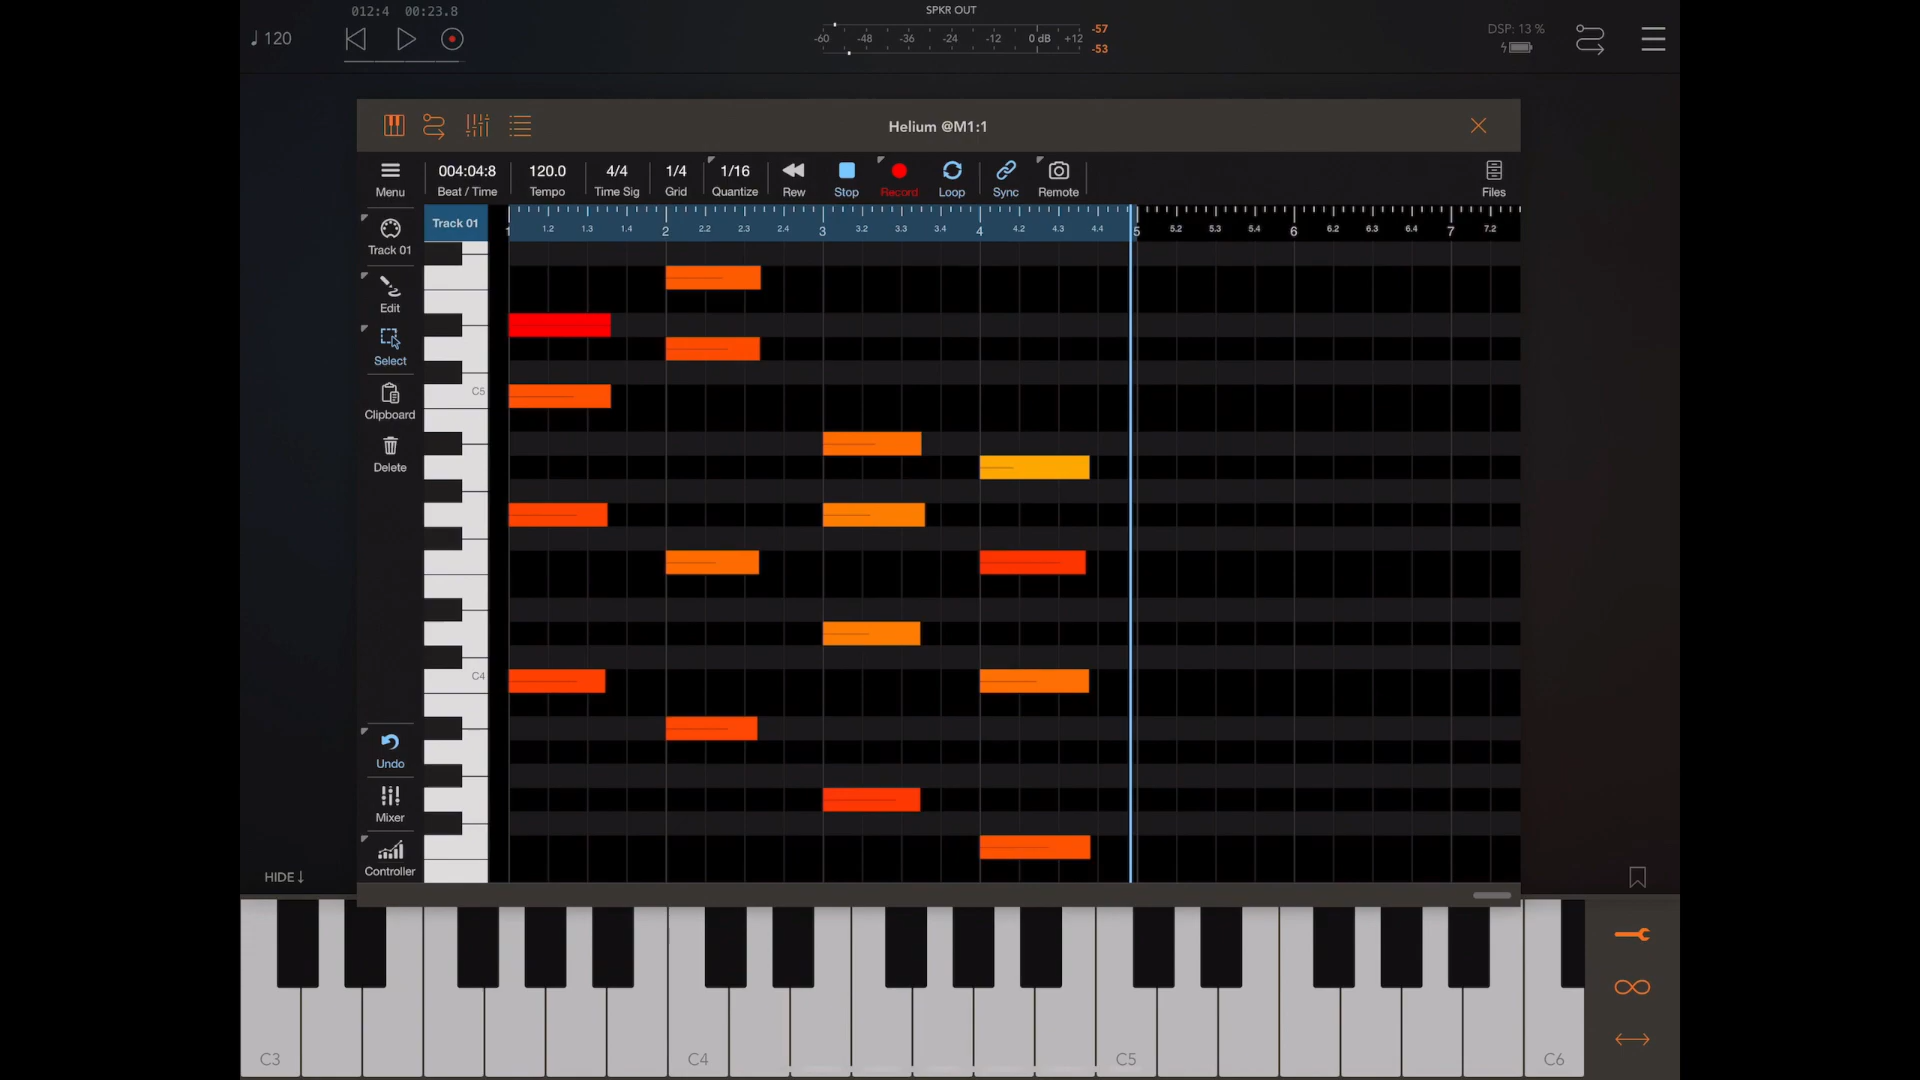 012:4 00:23.8
SPKR OUT
♩120
-60 -48 -36 -24 -12 0 dB +12
-57
-53
DSP: 13 %
Helium @M1:1
Menu
004:04:8
Beat / Time
120.0
Tempo
4/4
Time Sig
1/4
Grid
1/16
Quantize
Rew
Stop
Record
Loop
Sync
Remote
Files
Track 01
1 1.2 1.3 1.4 2 2.2 2.3 2.4 3 3.2 3.3 3.4 4 4.2 4.3 4.4 5 5.2 5.3 5.4 6 6.2 6.3 6.4 7 7.2
Track 01
Edit
Select
Clipboard
Delete
C5
C4
Undo
Mixer
Controller
HIDE↓
C3 C4 C5 C6